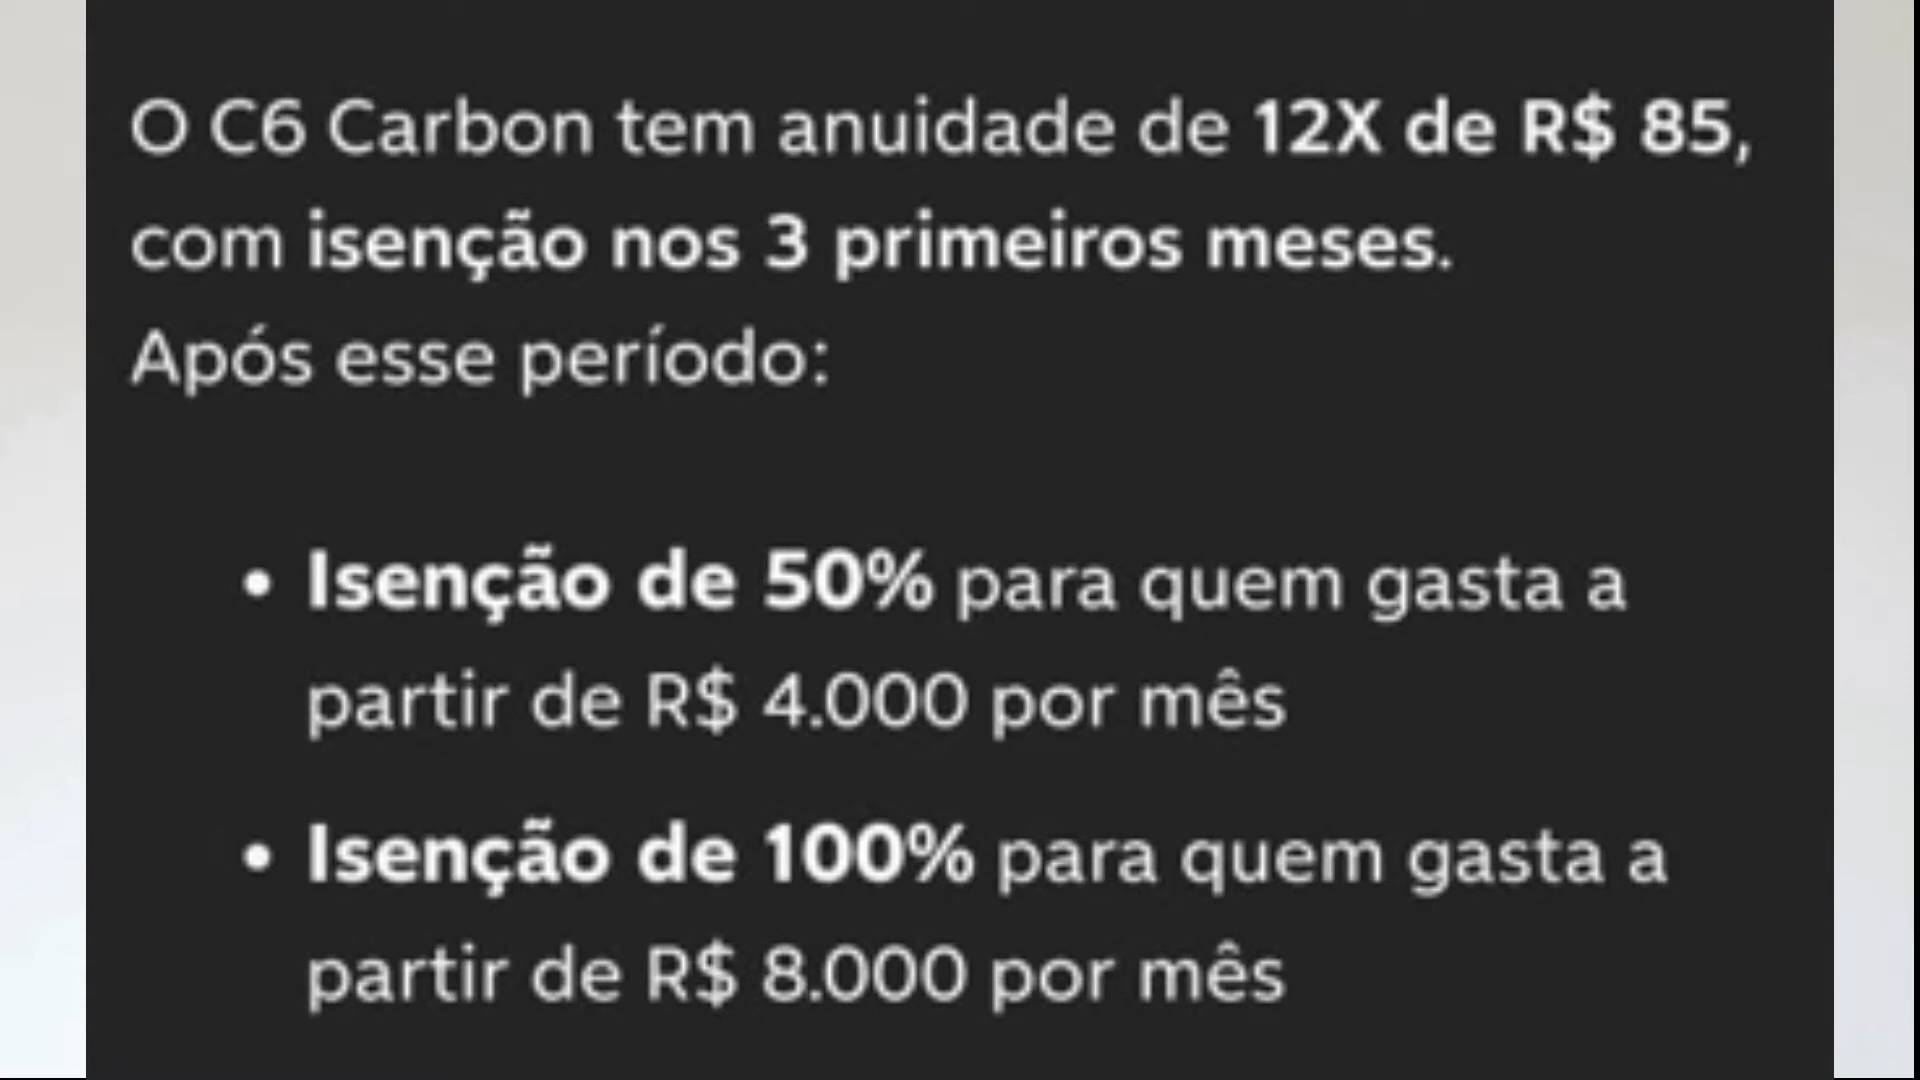 O C6 Carbon tem anuidade de 12X de R$ 85,
com isenção nos 3 primeiros meses.
Após esse período:
• Isenção de 50% para quem gasta a
partir de R$ 4.000 por mês
• Isenção de 100% para quem gasta a
partir de R$ 8.000 por mês